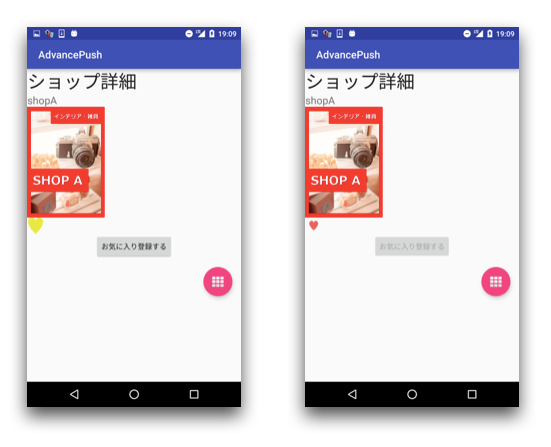 19:09
AdvancePush
ショップ詳細
shopA
インテリア・雑貨
SHOP A
お気に入り登録する
19:09
AdvancePush
ショップ詳細
shopA
インテリア・雑貨
SHOP A
お気に入り登録する